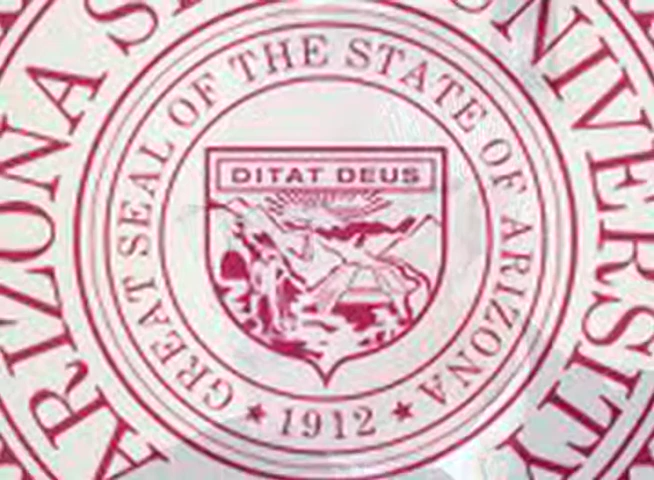 ARIZONA S
UNIVERSITY
GREAT SEAL OF THE STATE OF ARIZONA
DITAT DEUS
★ 1912 ★